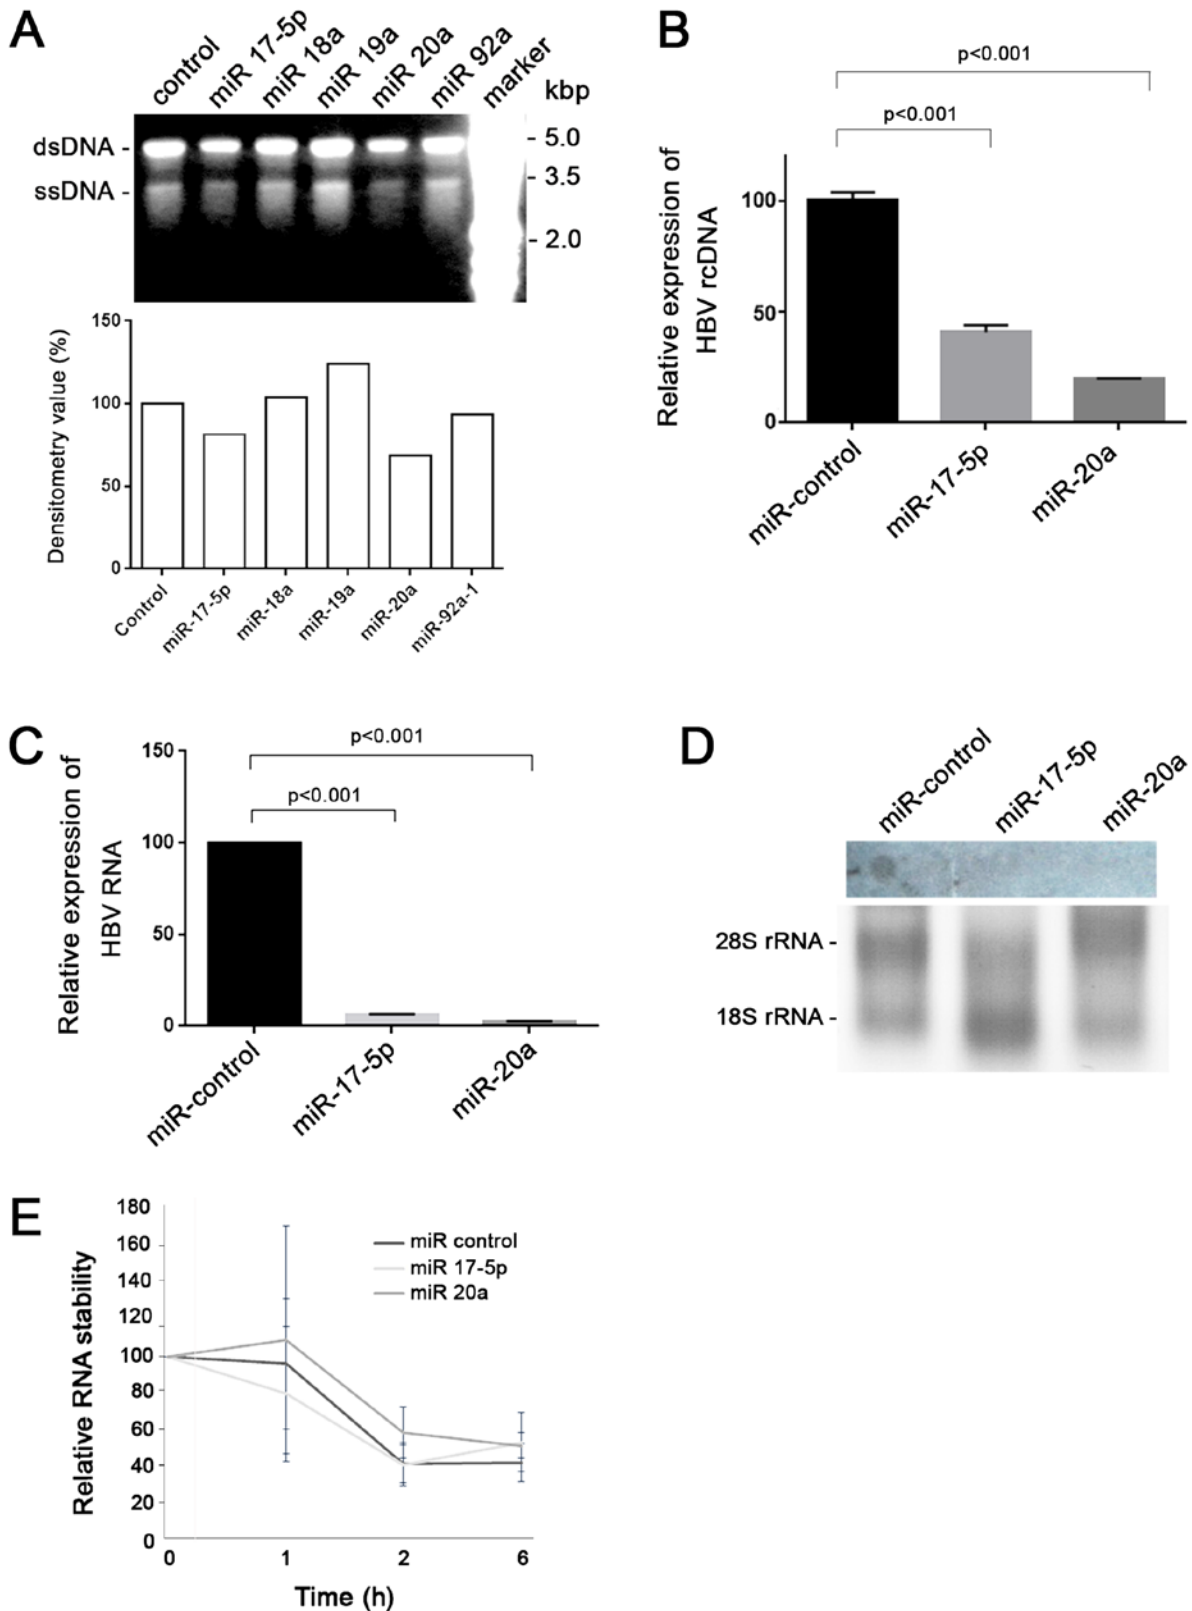 A
control
miR 17-5p
miR 18a
miR 19a
miR 20a
miR 92a
marker
kbp
dsDNA -
ssDNA -
- 5.0
- 3.5
- 2.0
Densitometry value (%)
150
100
50
0
Control
miR-17-5p
miR-18a
miR-19a
miR-20a
miR-92a-1
B
p<0.001
p<0.001
Relative expression of
HBV rcDNA
100
50
0
miR-control
miR-17-5p
miR-20a
C
p<0.001
p<0.001
Relative expression of
HBV RNA
150
100
50
0
miR-control
miR-17-5p
miR-20a
D
miR-control
miR-17-5p
miR-20a
28S rRNA -
18S rRNA -
E
Relative RNA stability
180
160
140
120
100
80
60
40
20
0
miR control
miR 17-5p
miR 20a
0
1
2
6
Time (h)